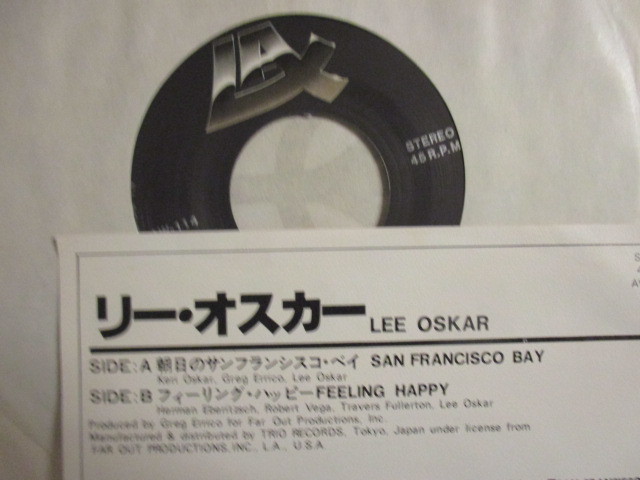 LAX
STEREO
45 R.P.M
リー・オスカー LEE OSKAR
SIDE:A 朝日のサンフランシスコ・ベイ SAN FRANCISCO BAY
Ken Oskar, Greg Errico, Lee Oskar
SIDE:B フィーリング・ハッピー FEELING HAPPY
Herman Ebentzsch, Robert Vega, Travers Fullerton, Lee Oskar
Produced by Greg Errico for Far Out Productions, Inc.
Manufactured & distributed by TRIO RECORDS, Tokyo, Japan under license from
FAR OUT PRODUCTIONS, INC., L.A., U.S.A.